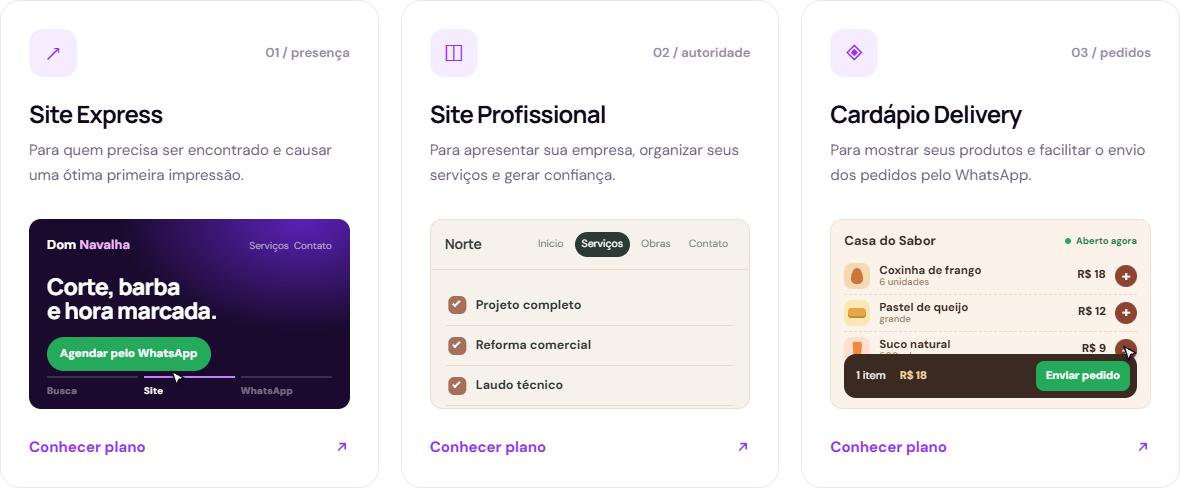 01 / presença
Site Express
Para quem precisa ser encontrado e causar
uma ótima primeira impressão.
Dom Navalha
Serviços Contato
Corte, barba
e hora marcada.
Agendar pelo WhatsApp
Busca
Site
WhatsApp
Conhecer plano
02 / autoridade
Site Profissional
Para apresentar sua empresa, organizar seus
serviços e gerar confiança.
Norte
Início
Serviços
Obras
Contato
Projeto completo
Reforma comercial
Laudo técnico
Conhecer plano
03 / pedidos
Cardápio Delivery
Para mostrar seus produtos e facilitar o envio
dos pedidos pelo WhatsApp.
Casa do Sabor
Aberto agora
Coxinha de frango
6 unidades
R$ 18
Pastel de queijo
grande
R$ 12
Suco natural
R$ 9
1 item
R$ 18
Enviar pedido
Conhecer plano